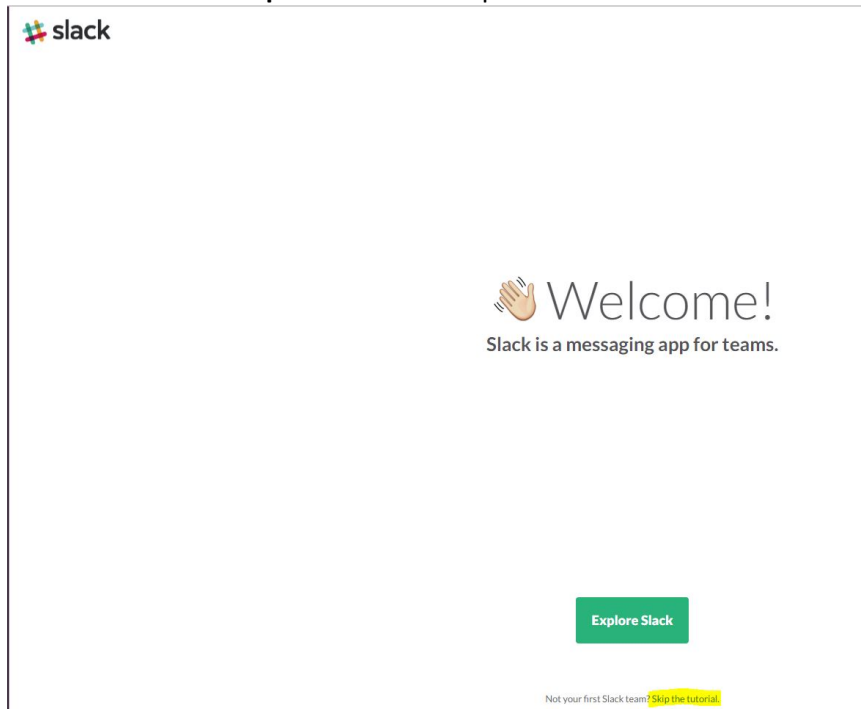 slack
Welcome!
Slack is a messaging app for teams.
Explore Slack
Not your first Slack team? Skip the tutorial.